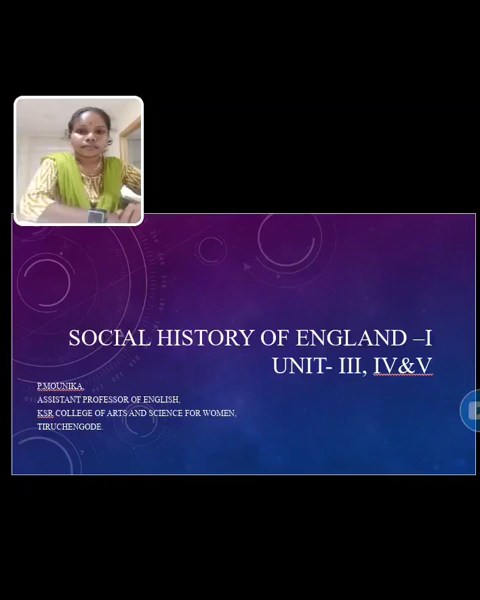 SOCIAL HISTORY OF ENGLAND –I
UNIT- III, IV&V
P.MOUNIKA,
ASSISTANT PROFESSOR OF ENGLISH,
KSR COLLEGE OF ARTS AND SCIENCE FOR WOMEN,
TIRUCHENGODE.